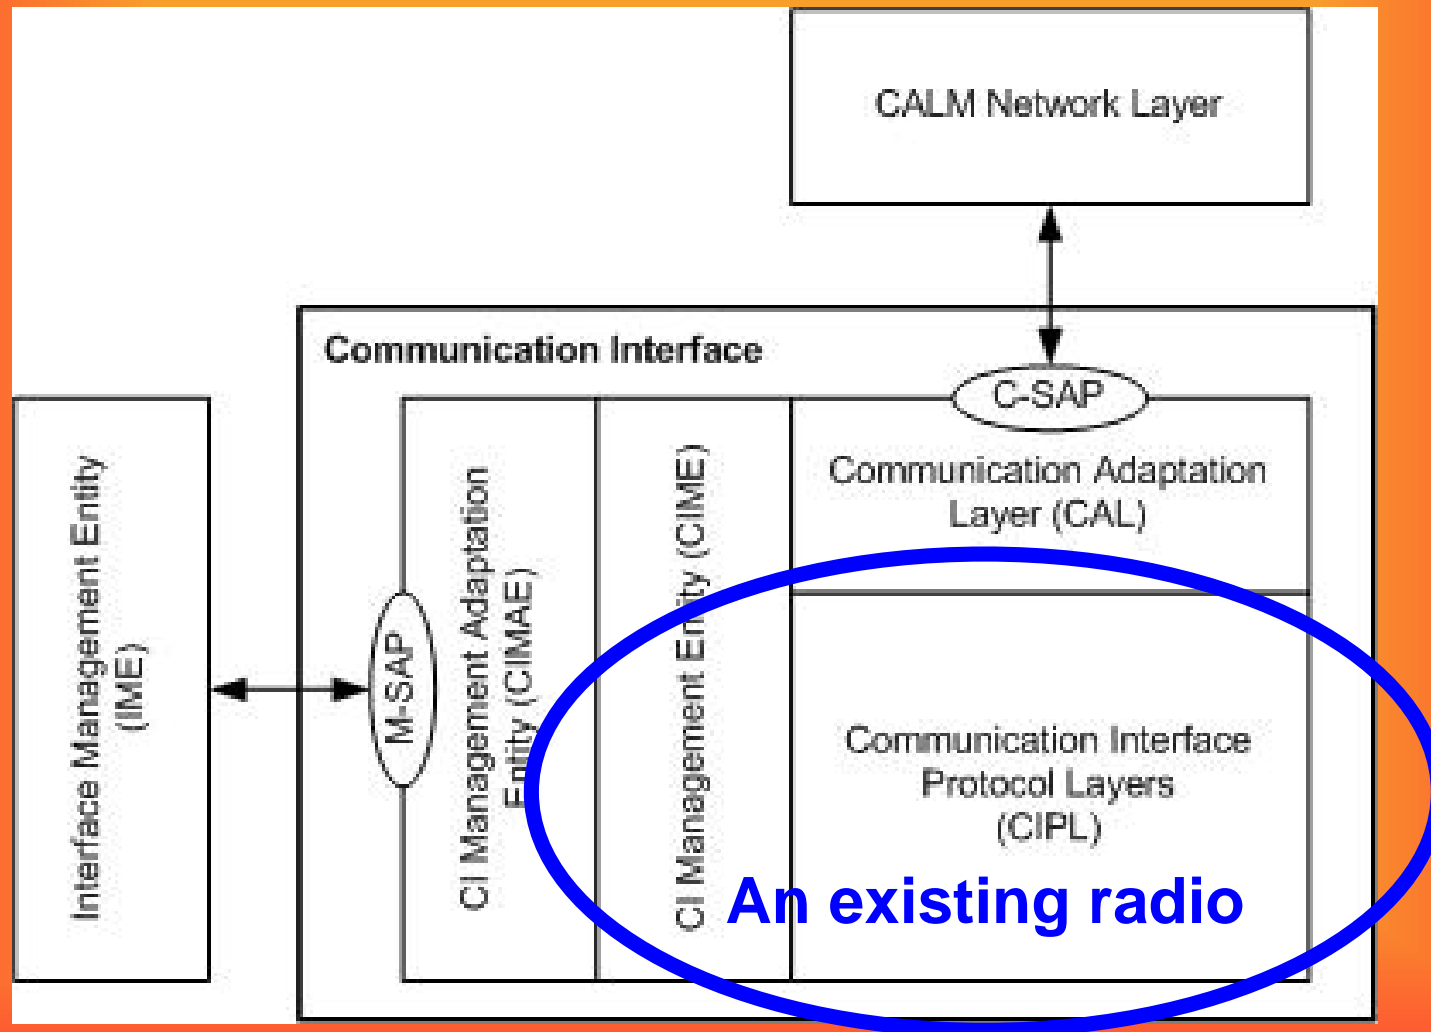 CALM Network Layer
Communication Interface
C-SAP
Communication Adaptation
Layer (CAL)
Interface Management Entity
(IME)
M-SAP
CI Management Adaptation
Entity (CIMAE)
CI Management Entity (CIME)
Communication Interface
Protocol Layers
(CIPL)
An existing radio